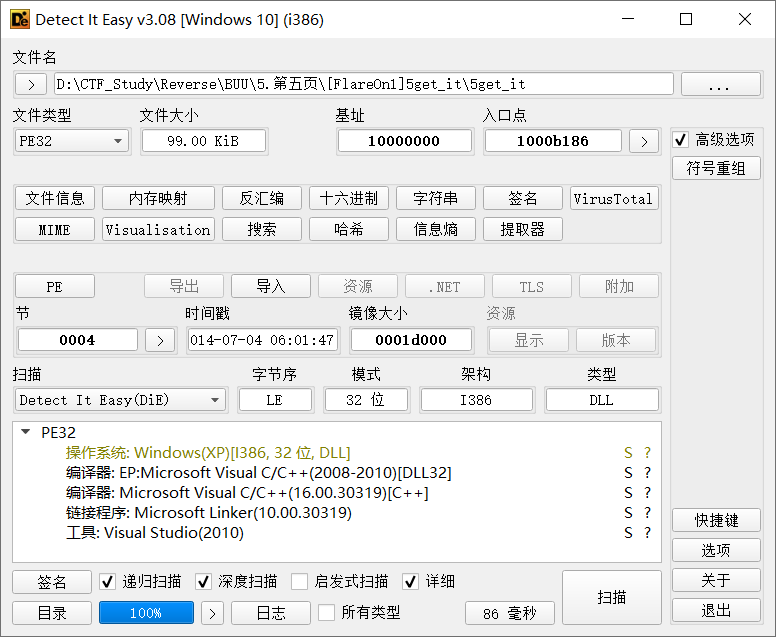 Detect It Easy v3.08 [Windows 10] (i386)
文件名
> D:\CTF_Study\Reverse\BUU\5.第五页\[FlareOn1]5get_it\5get_it ...
文件类型 文件大小 基址 入口点
PE32 99.00 KiB 10000000 1000b186 > 高级选项
符号重组
文件信息 内存映射 反汇编 十六进制 字符串 签名 VirusTotal
MIME Visualisation 搜索 哈希 信息熵 提取器
PE 导出 导入 资源 .NET TLS 附加
节 时间戳 镜像大小 资源
0004 > 014-07-04 06:01:47 0001d000 显示 版本
扫描 字节序 模式 架构 类型
Detect It Easy(DiE) LE 32 位 I386 DLL
PE32
操作系统: Windows(XP)[I386, 32 位, DLL] S ?
编译器: EP:Microsoft Visual C/C++(2008-2010)[DLL32] S ?
编译器: Microsoft Visual C/C++(16.00.30319)[C++] S ?
链接程序: Microsoft Linker(10.00.30319) S ?
工具: Visual Studio(2010) S ?
快捷键
选项
签名 递归扫描 深度扫描 启发式扫描 详细 扫描 关于
目录 100% > 日志 所有类型 86 毫秒 退出